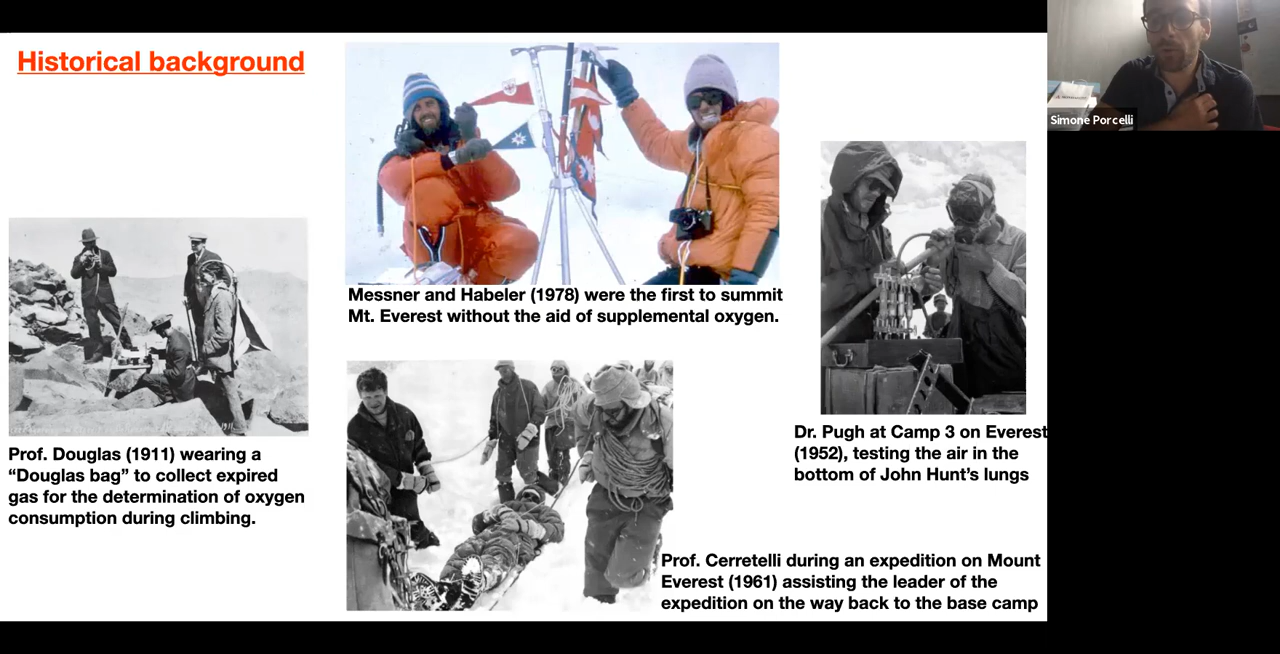 Historical background
Messner and Habeler (1978) were the first to summit
Mt. Everest without the aid of supplemental oxygen.
Prof. Douglas (1911) wearing a
“Douglas bag” to collect expired
gas for the determination of oxygen
consumption during climbing.
Dr. Pugh at Camp 3 on Everest
(1952), testing the air in the
bottom of John Hunt’s lungs
Prof. Cerretelli during an expedition on Mount
Everest (1961) assisting the leader of the
expedition on the way back to the base camp
Simone Porcelli